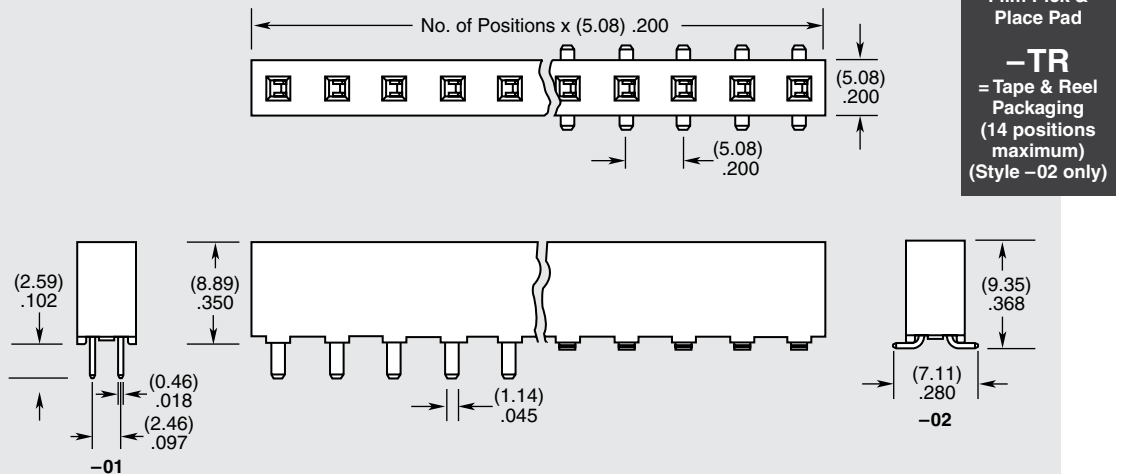 No. of Positions x (5.08) .200
Place Pad
–TR
= Tape & Reel
Packaging
(14 positions
maximum)
(Style –02 only)
(5.08)
.200
(5.08)
.200
(2.59)
.102
(8.89)
.350
(9.35)
.368
(0.46)
.018
(2.46)
.097
(1.14)
.045
(7.11)
.280
–01
–02